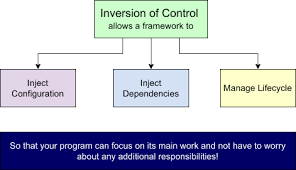 Inversion of Control
allows a framework to
Inject
Configuration
Inject
Dependencies
Manage Lifecycle
So that your program can focus on its main work and not have to worry
about any additional responsibilities!